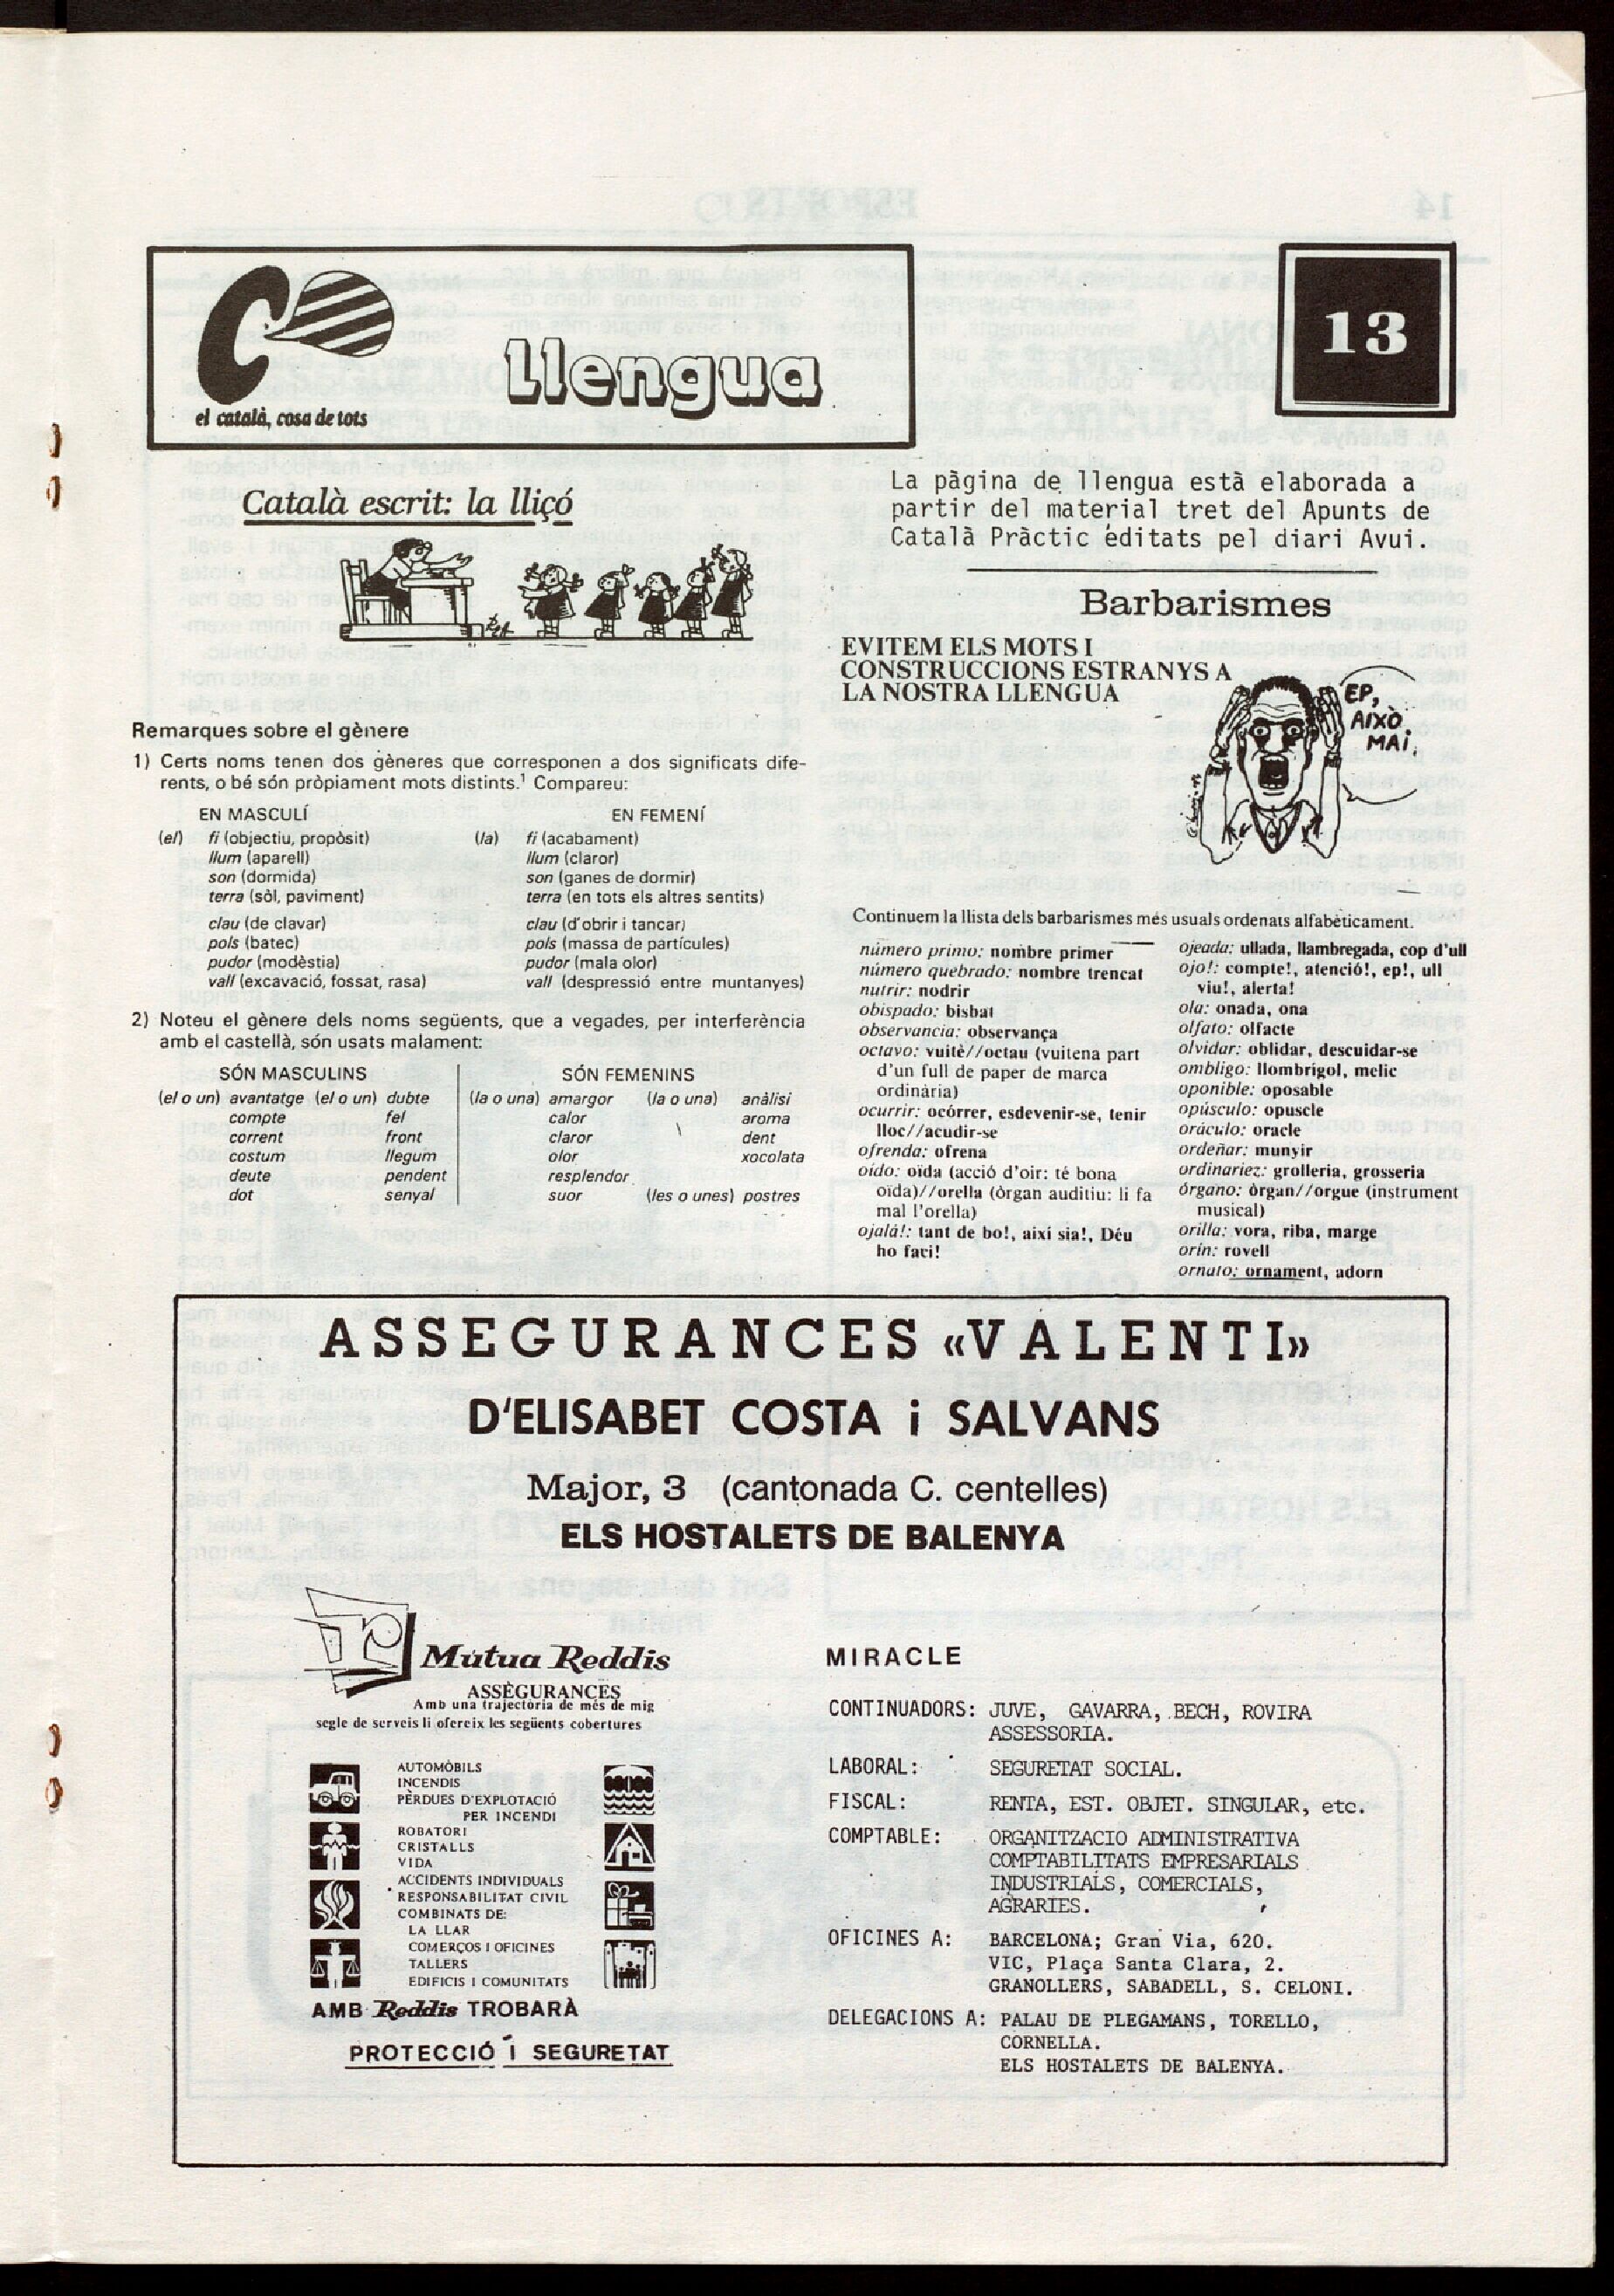 Llengua
el català, cosa de tots
13
Català escrit: la lliçó
Remarques sobre el gènere
1) Certs noms tenen dos gèneres que corresponen a dos significats dife-
rents, o bé són pròpiament mots distints.¹ Compareu:
EN MASCULÍ EN FEMENÍ
(el) fi (objectiu, propòsit) (la) fi (acabament)
llum (aparell) llum (claror)
son (dormida) son (ganes de dormir)
terra (sòl, paviment) terra (en tots els altres sentits)
clau (de clavar) clau (d'obrir i tancar)
pols (batec) pols (massa de partícules)
pudor (modèstia) pudor (mala olor)
vall (excavació, fossat, rasa) vall (despressió entre muntanyes)
2) Noteu el gènere dels noms següents, que a vegades, per interferència
amb el castellà, són usats malament:
SÓN MASCULINS SÓN FEMENINS
(el o un) avantatge (el o un) dubte (la o una) amargor (la o una) anàlisi
compte fel calor aroma
corrent front claror dent
costum llegum olor xocolata
deute pendent resplendor
dot senyal suor (les o unes) postres
La pàgina de llengua està elaborada a
partir del material tret del Apunts de
Català Pràctic éditats pel diari Avui.
Barbarismes
EVITEM ELS MOTS I
CONSTRUCCIONS ESTRANYS A
LA NOSTRA LLENGUA
EP,
AIXÒ
MAI.
Continuem la llista dels barbarismes més usuals ordenats alfabèticament.
número primo: nombre primer
número quebrado: nombre trencat
nutrir: nodrir
obispado: bisbat
observancia: observança
octavo: vuitè//octau (vuitena part
d'un full de paper de marca
ordinària)
ocurrir: ocórrer, esdevenir-se, tenir
lloc//acudir-se
ofrenda: ofrena
oído: oïda (acció d'oir: té bona
oïda)//orella (òrgan auditiu: li fa
mal l'orella)
ojalá!: tant de bo!, així sia!, Déu
ho faci!
ojeada: ullada, llambregada, cop d'ull
ojo!: compte!, atenció!, ep!, ull
viu!, alerta!
ola: onada, ona
olfato: olfacte
olvidar: oblidar, descuidar-se
ombligo: llombrígol, melic
oponible: oposable
opúsculo: opuscle
oráculo: oracle
ordeñar: munyir
ordinariez: grolleria, grosseria
órgano: òrgan//orgue (instrument
musical)
orilla: vora, riba, marge
orín: rovell
ornato: ornament, adorn
ASSEGURANCES «VALENTI»
D'ELISABET COSTA i SALVANS
Major, 3 (cantonada C. centelles)
ELS HOSTALETS DE BALENYA
Mútua Reddis
ASSEGURANCES
Amb una trajectòria de més de mig
segle de serveis li ofereix les següents cobertures
AUTOMÒBILS
INCENDIS
PÈRDUES D'EXPLOTACIÓ
PER INCENDI
ROBATORI
CRISTALLS
VIDA
ACCIDENTS INDIVIDUALS
RESPONSABILITAT CIVIL
COMBINATS DE:
LA LLAR
COMERÇOS I OFICINES
TALLERS
EDIFICIS I COMUNITATS
AMB Reddis TROBARÀ
PROTECCIÓ I SEGURETAT
MIRACLE
CONTINUADORS: JUVE, GAVARRA, BECH, ROVIRA
ASSESSORIA.
LABORAL: SEGURETAT SOCIAL.
FISCAL: RENTA, EST. OBJET. SINGULAR, etc.
COMPTABLE: ORGANITZACIO ADMINISTRATIVA
COMPTABILITATS EMPRESARIALS
INDUSTRIALS, COMERCIALS,
AGRARIES.
OFICINES A: BARCELONA; Gran Via, 620.
VIC, Plaça Santa Clara, 2.
GRANOLLERS, SABADELL, S. CELONI.
DELEGACIONS A: PALAU DE PLEGAMANS, TORELLO,
CORNELLA.
ELS HOSTALETS DE BALENYA.